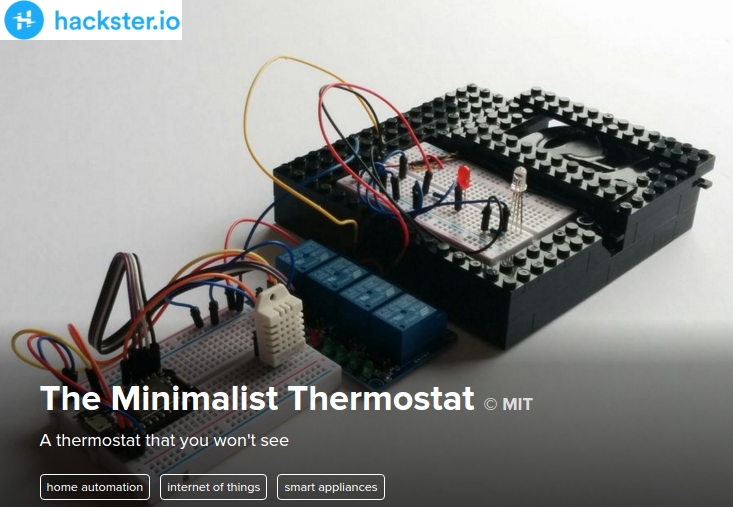 hackster.io
The Minimalist Thermostat © MIT
A thermostat that you won't see
home automation internet of things smart appliances